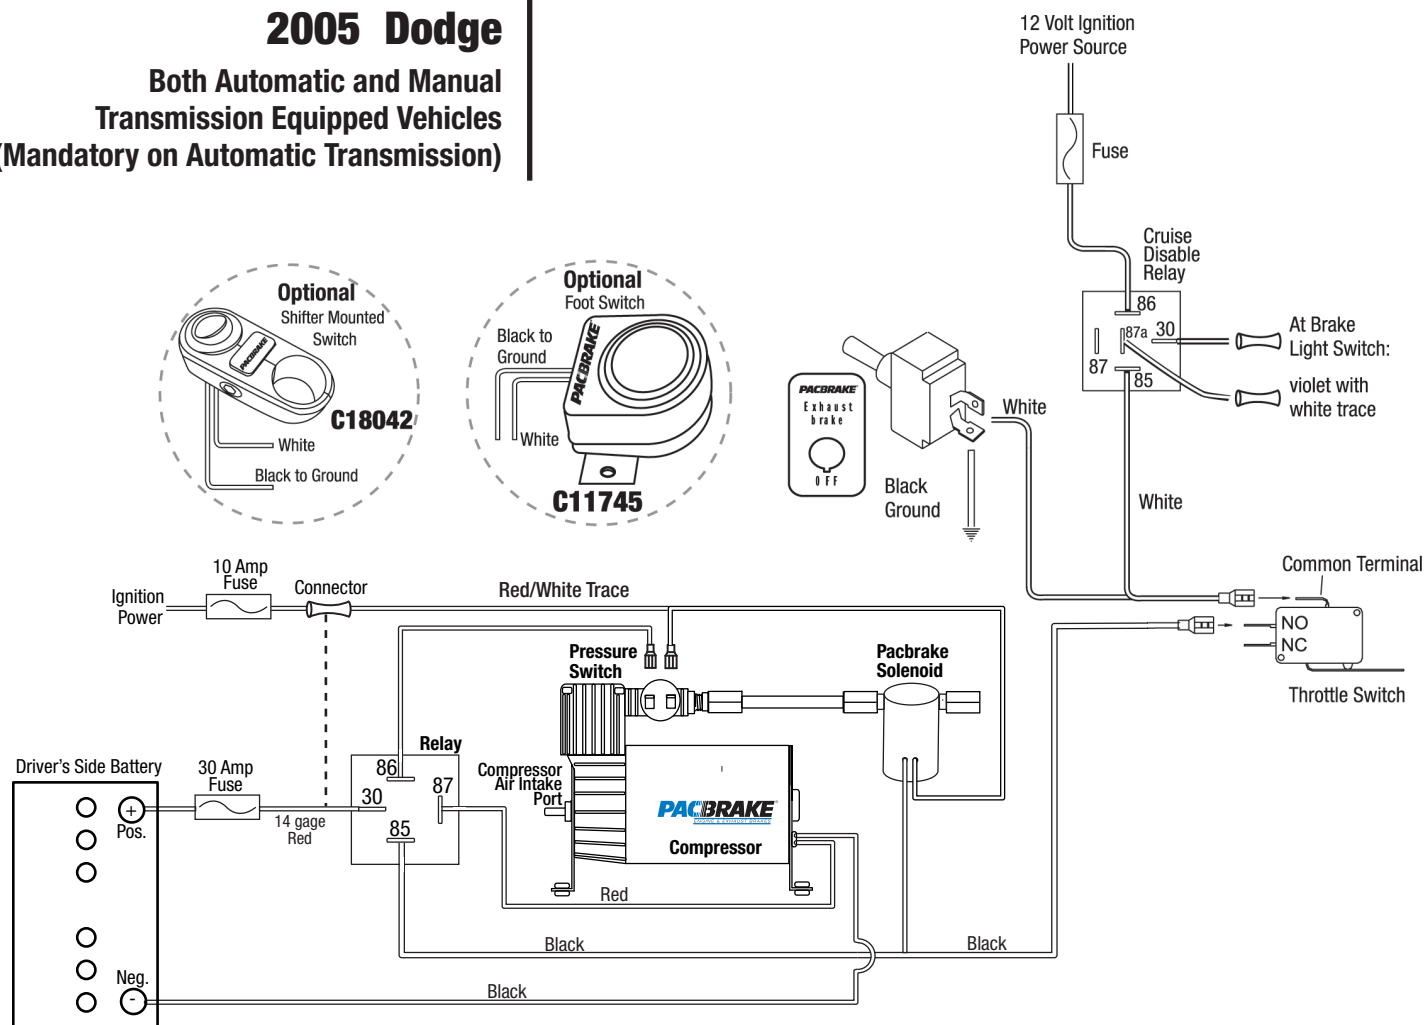 2005 Dodge
Both Automatic and Manual
Transmission Equipped Vehicles
(Mandatory on Automatic Transmission)
12 Volt Ignition
Power Source
Fuse
Cruise
Disable
Relay
86
87a 30
87
85
At Brake
Light Switch:
violet with
white trace
White
Optional
Shifter Mounted
Switch
PACBRAKE
C18042
White
Black to Ground
Optional
Foot Switch
Black to
Ground
PACBRAKE
White
C11745
PACBRAKE
Exhaust
brake
OFF
White
Black
Ground
Common Terminal
NO
NC
Throttle Switch
10 Amp
Fuse
Connector
Ignition
Power
Red/White Trace
Pressure
Switch
Pacbrake
Solenoid
Relay
86
87
30
85
Compressor
Air Intake
Port
PACBRAKE
ENGINE & EXHAUST BRAKES
Compressor
Driver's Side Battery
30 Amp
Fuse
+
Pos.
14 gage
Red
Red
Black
Black
Neg.
-
Black